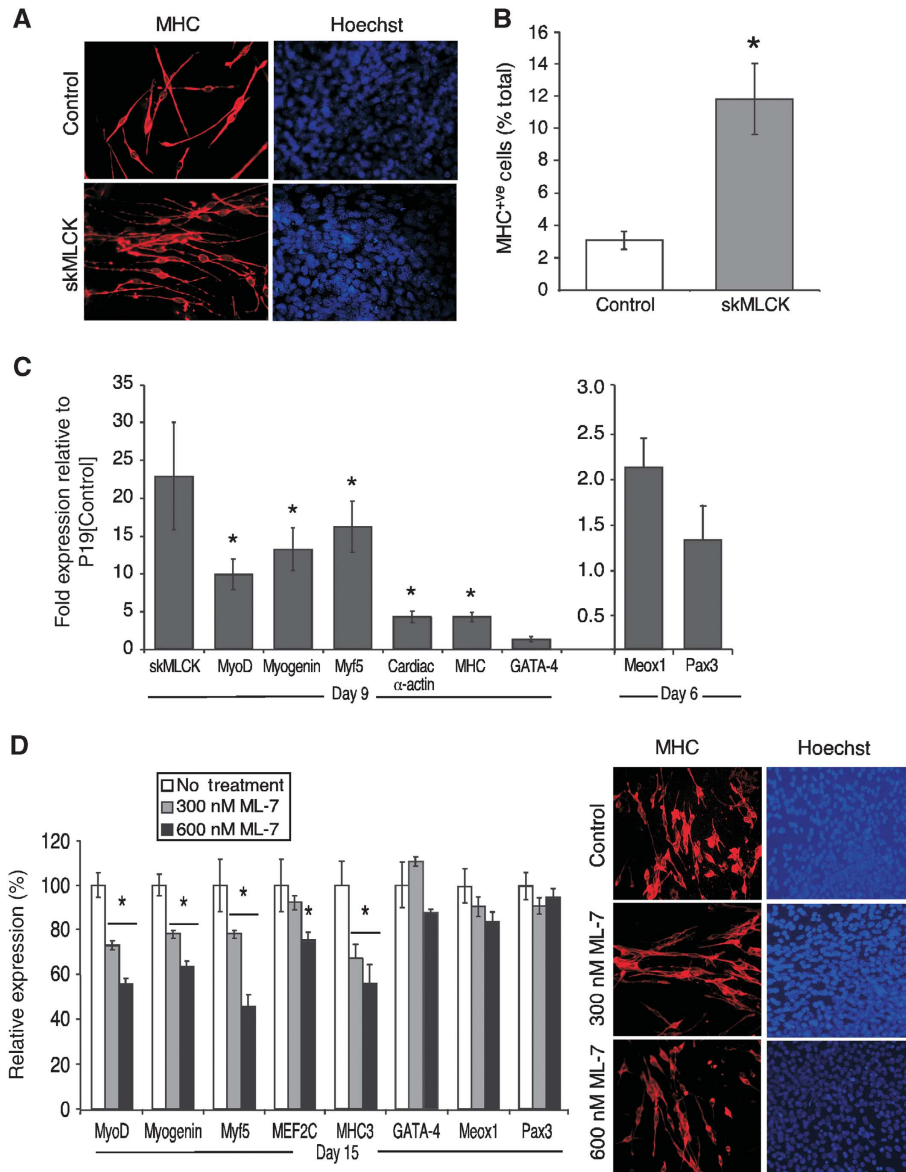 A
MHC
Hoechst
Control
skMLCK
B
MHC+ve cells (% total)
16
14
12
10
8
6
4
2
0
*
Control
skMLCK
C
Fold expression relative to
P19[Control]
35
30
25
20
15
10
5
0
*
*
*
*
*
skMLCK
MyoD
Myogenin
Myf5
Cardiac
α-actin
MHC
GATA-4
Day 9
3.0
2.5
2.0
1.5
1.0
0.5
Meox1
Pax3
Day 6
D
No treatment
300 nM ML-7
600 nM ML-7
Relative expression (%)
120
100
80
60
40
20
0
*
*
*
*
*
MyoD
Myogenin
Myf5
MEF2C
MHC3
GATA-4
Meox1
Pax3
Day 15
MHC
Hoechst
Control
300 nM ML-7
600 nM ML-7